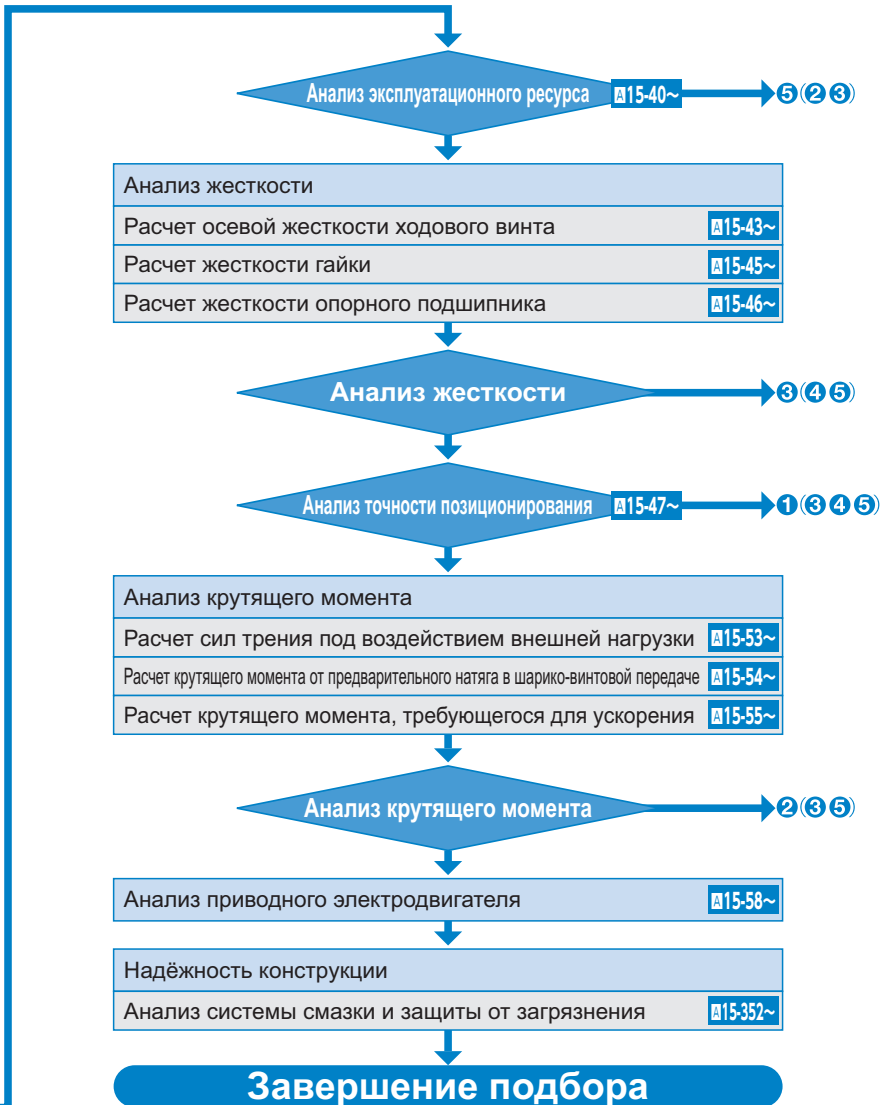 Анализ эксплуатационного ресурса A15-40~ ❺(❷❸)
Анализ жесткости
Расчет осевой жесткости ходового винта A15-43~
Расчет жесткости гайки A15-45~
Расчет жесткости опорного подшипника A15-46~
Анализ жесткости ❸(❹❺)
Анализ точности позиционирования A15-47~ ❶(❸❹❺)
Анализ крутящего момента
Расчет сил трения под воздействием внешней нагрузки A15-53~
Расчет крутящего момента от предварительного натяга в шарико-винтовой передаче A15-54~
Расчет крутящего момента, требующегося для ускорения A15-55~
Анализ крутящего момента ❷(❸❺)
Анализ приводного электродвигателя A15-58~
Надёжность конструкции
Анализ системы смазки и защиты от загрязнения A15-352~
Завершение подбора